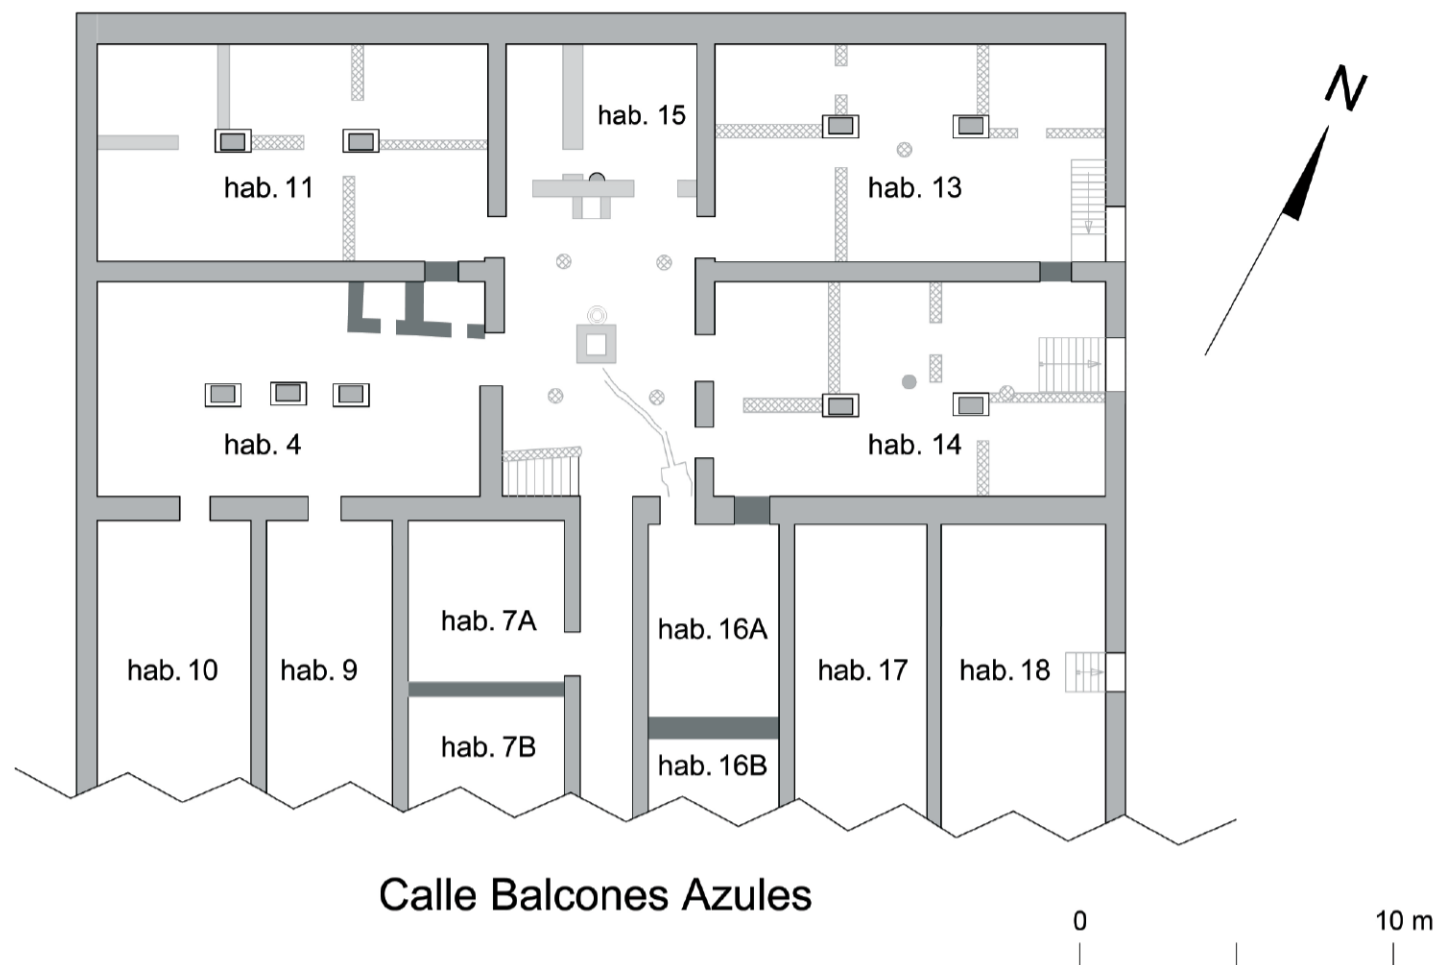 N
hab. 15
hab. 11
hab. 13
hab. 4
hab. 14
hab. 7A
hab. 16A
hab. 10
hab. 9
hab. 17
hab. 18
hab. 7B
hab. 16B
Calle Balcones Azules
0
10 m